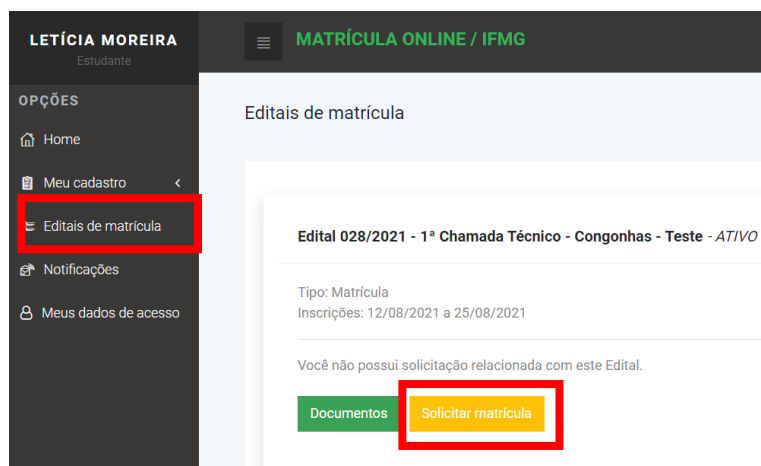 LETÍCIA MOREIRA
Estudante
OPÇÕES
Home
Meu cadastro
Editais de matrícula
Notificações
Meus dados de acesso
MATRÍCULA ONLINE / IFMG
Editais de matrícula
Edital 028/2021 - 1ª Chamada Técnico - Congonhas - Teste - ATIVO
Tipo: Matrícula
Inscrições: 12/08/2021 a 25/08/2021
Você não possui solicitação relacionada com este Edital.
Documentos Solicitar matrícula